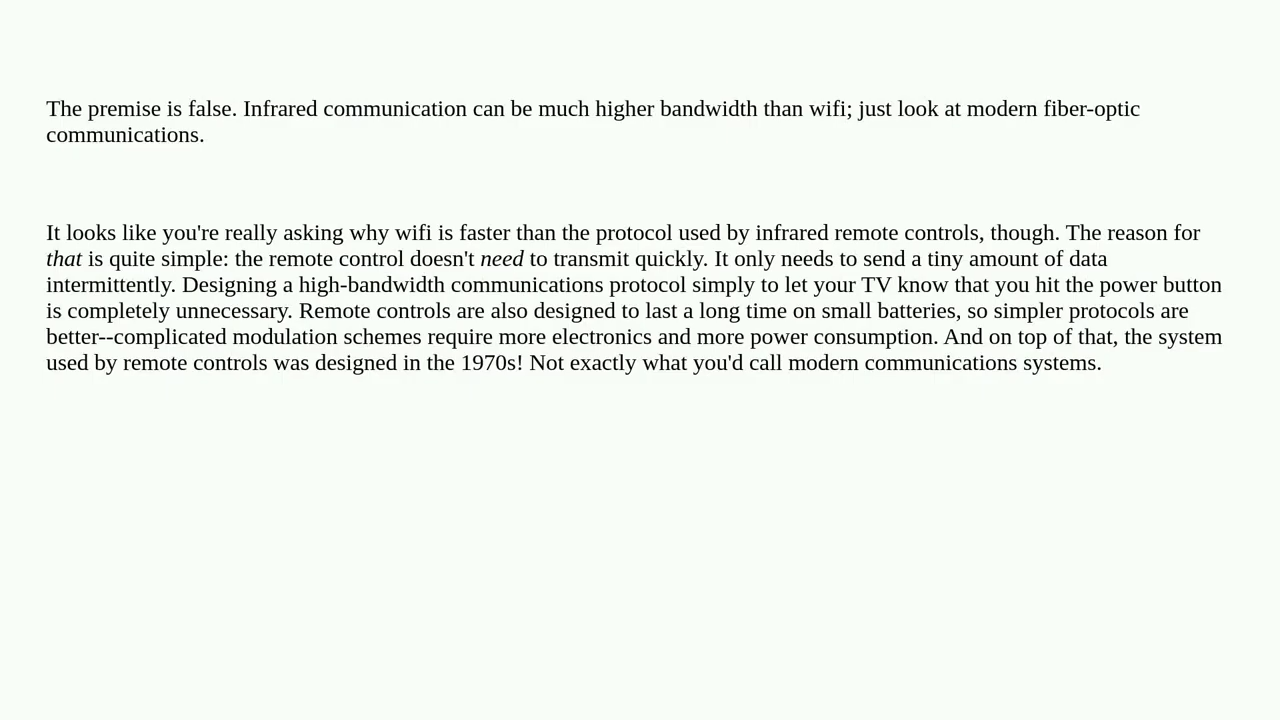 The premise is false. Infrared communication can be much higher bandwidth than wifi; just look at modern fiber-optic
communications.
It looks like you're really asking why wifi is faster than the protocol used by infrared remote controls, though. The reason for
that is quite simple: the remote control doesn't need to transmit quickly. It only needs to send a tiny amount of data
intermittently. Designing a high-bandwidth communications protocol simply to let your TV know that you hit the power button
is completely unnecessary. Remote controls are also designed to last a long time on small batteries, so simpler protocols are
better--complicated modulation schemes require more electronics and more power consumption. And on top of that, the system
used by remote controls was designed in the 1970s! Not exactly what you'd call modern communications systems.